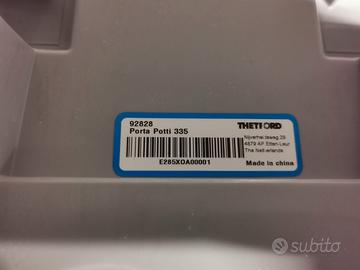 92828
Porta Potti 335
E285XOA00001
THETFORD
Nijverheidsweg 29
4879 AP Etten-Leur
The Netherlands
Made in china
subito